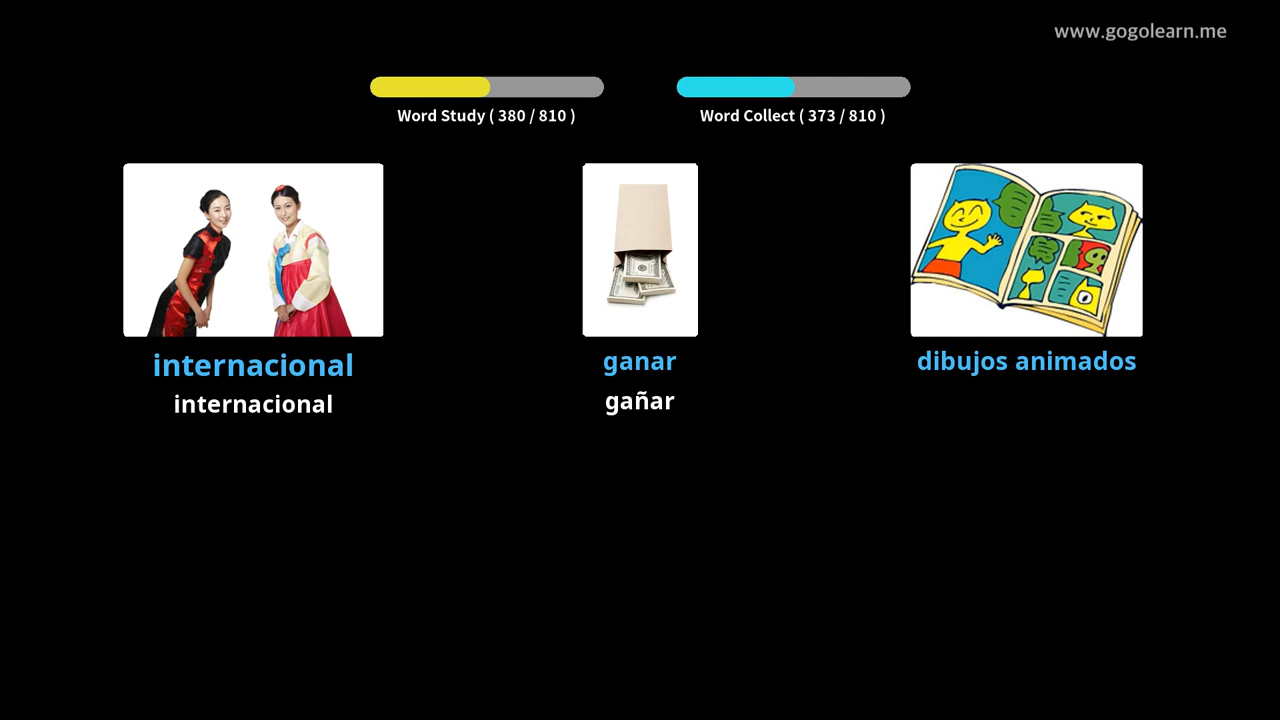 www.gogolearn.me
Word Study ( 380 / 810 )
Word Collect ( 373 / 810 )
internacional
internacional
ganar
gañar
dibujos animados